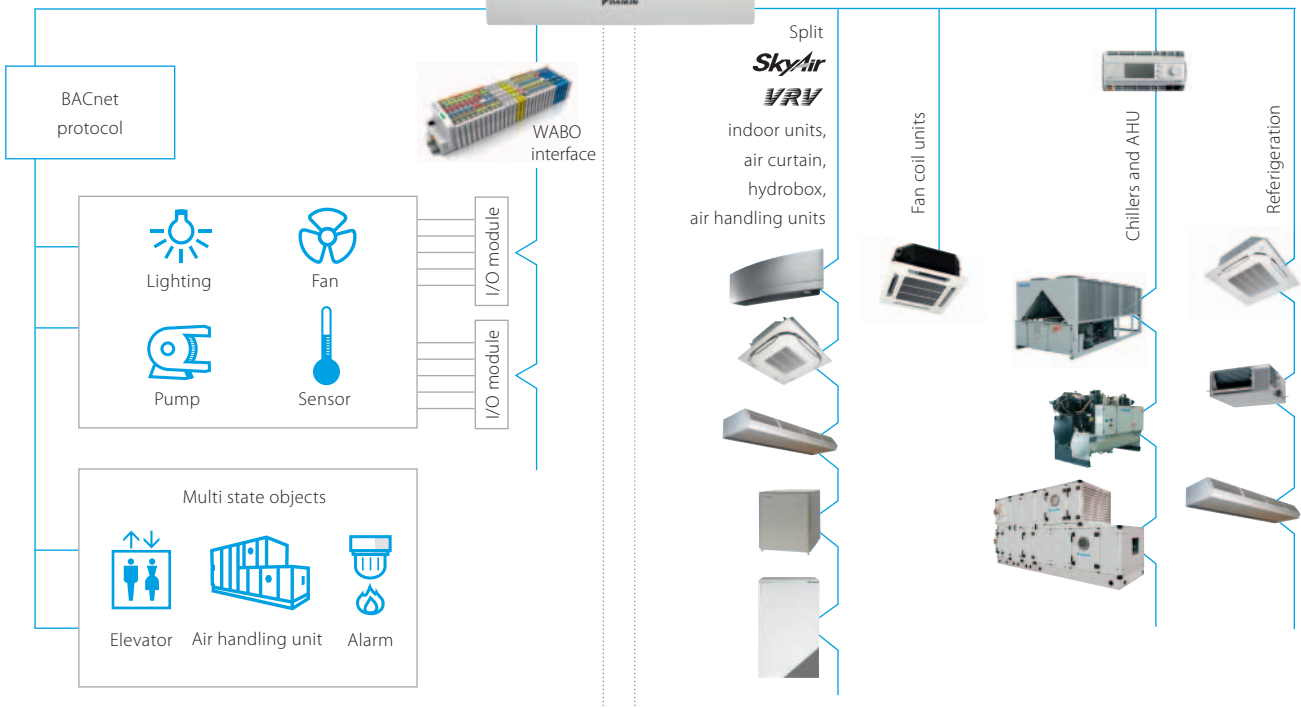 DAIKIN
BACnet
protocol
WABO
interface
Lighting
Fan
Pump
Sensor
I/O module
I/O module
Multi state objects
Elevator
Air handling unit
Alarm
Split
SkyAir
VRV
indoor units,
air curtain,
hydrobox,
air handling units
Fan coil units
Chillers and AHU
Referigeration